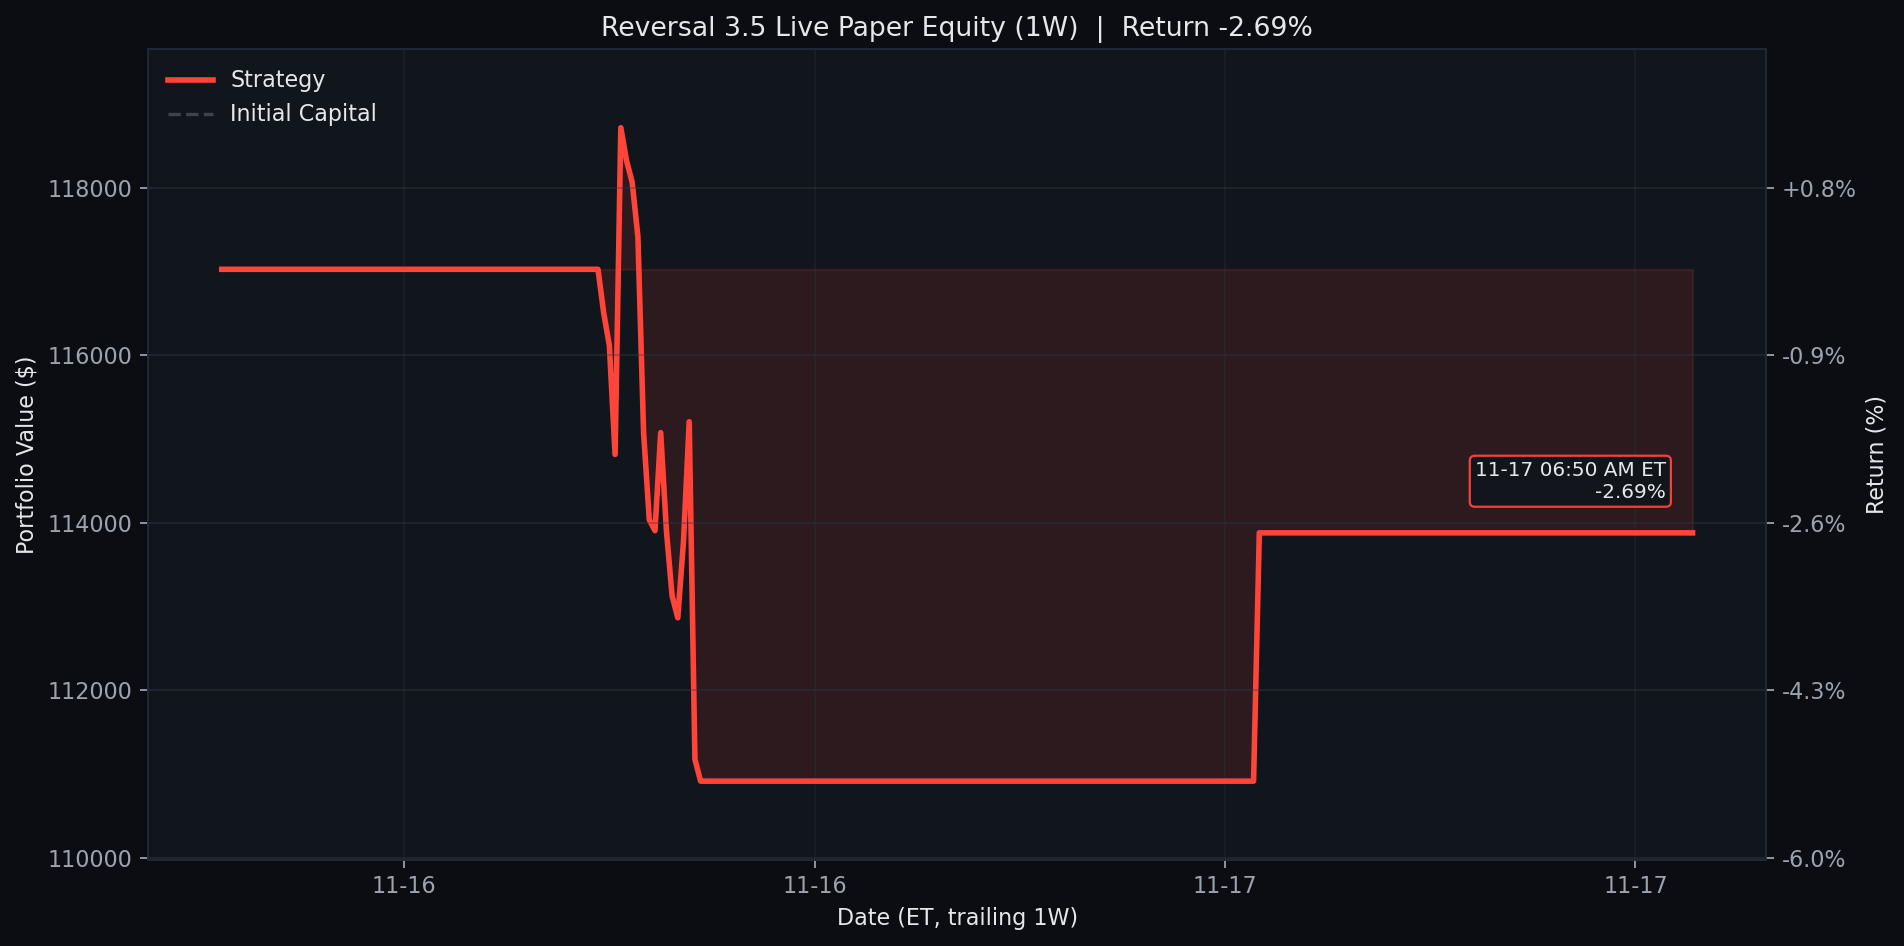 Reversal 3.5 Live Paper Equity (1W) | Return -2.69%
Strategy
Initial Capital
118000
116000
114000
112000
110000
Portfolio Value ($)
+0.8%
-0.9%
-2.6%
-4.3%
-6.0%
Return (%)
11-17 06:50 AM ET
-2.69%
11-16
11-16
11-17
11-17
Date (ET, trailing 1W)